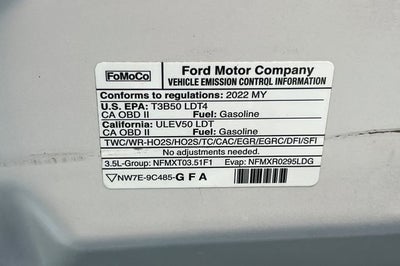 FoMoCo
Ford Motor Company
VEHICLE EMISSION CONTROL INFORMATION
Conforms to regulations: 2022 MY
U.S. EPA: T3B50 LDT4
CA OBD II Fuel: Gasoline
California: ULEV50 LDT
CA OBD II Fuel: Gasoline
TWC/WR-HO2S/HO2S/TC/CAC/EGR/EGRC/DFI/SFI
No adjustments needed.
3.5L-Group: NFMXT03.51F1 Evap: NFMXR0295LDG
NW7E-9C485-G F A